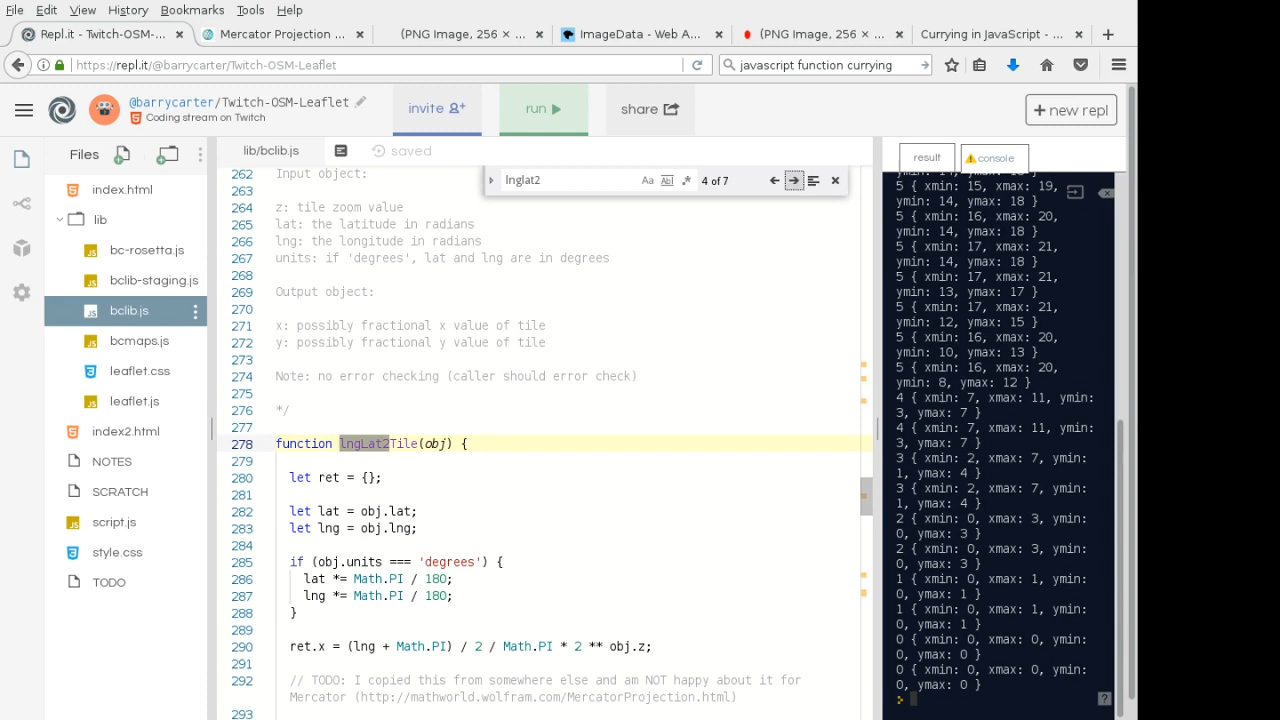 File Edit View History Bookmarks Tools Help
Repl.it - Twitch-OSM-... × Mercator Projection ... × (PNG Image, 256 × ... × ImageData - Web A... × (PNG Image, 256 × ... × Currying in JavaScript - ... ×
https://repl.it/@barrycarter/Twitch-OSM-Leaflet
javascript function currying
@barrycarter/Twitch-OSM-Leaflet
Coding stream on Twitch
invite
run
share
+ new repl
Files
index.html
lib
bc-rosetta.js
bclib-staging.js
bclib.js
bcmaps.js
leaflet.css
leaflet.js
index2.html
NOTES
SCRATCH
script.js
style.css
TODO
lib/bclib.js
saved
lnglat2
Aa Ab| .* 4 of 7
262 Input object:
263
264 z: tile zoom value
265 lat: the latitude in radians
266 lng: the longitude in radians
267 units: if 'degrees', lat and lng are in degrees
268
269 Output object:
270
271 x: possibly fractional x value of tile
272 y: possibly fractional y value of tile
273
274 Note: no error checking (caller should error check)
275
276 */
277
278 function lngLat2Tile(obj) {
279
280 let ret = {};
281
282 let lat = obj.lat;
283 let lng = obj.lng;
284
285 if (obj.units === 'degrees') {
286 lat *= Math.PI / 180;
287 lng *= Math.PI / 180;
288 }
289
290 ret.x = (lng + Math.PI) / 2 / Math.PI * 2 ** obj.z;
291
292 // TODO: I copied this from somewhere else and am NOT happy about it for
Mercator (http://mathworld.wolfram.com/MercatorProjection.html)
293
result
console
5 { xmin: 15, xmax: 19,
ymin: 14, ymax: 18 }
5 { xmin: 16, xmax: 20,
ymin: 14, ymax: 18 }
5 { xmin: 17, xmax: 21,
ymin: 14, ymax: 18 }
5 { xmin: 17, xmax: 21,
ymin: 13, ymax: 17 }
5 { xmin: 17, xmax: 21,
ymin: 12, ymax: 15 }
5 { xmin: 16, xmax: 20,
ymin: 10, ymax: 13 }
5 { xmin: 16, xmax: 20,
ymin: 8, ymax: 12 }
4 { xmin: 7, xmax: 11, ymin:
3, ymax: 7 }
4 { xmin: 7, xmax: 11, ymin:
3, ymax: 7 }
3 { xmin: 2, xmax: 7, ymin:
1, ymax: 4 }
3 { xmin: 2, xmax: 7, ymin:
1, ymax: 4 }
2 { xmin: 0, xmax: 3, ymin:
0, ymax: 3 }
2 { xmin: 0, xmax: 3, ymin:
0, ymax: 3 }
1 { xmin: 0, xmax: 1, ymin:
0, ymax: 1 }
1 { xmin: 0, xmax: 1, ymin:
0, ymax: 1 }
0 { xmin: 0, xmax: 0, ymin:
0, ymax: 0 }
0 { xmin: 0, xmax: 0, ymin:
0, ymax: 0 }